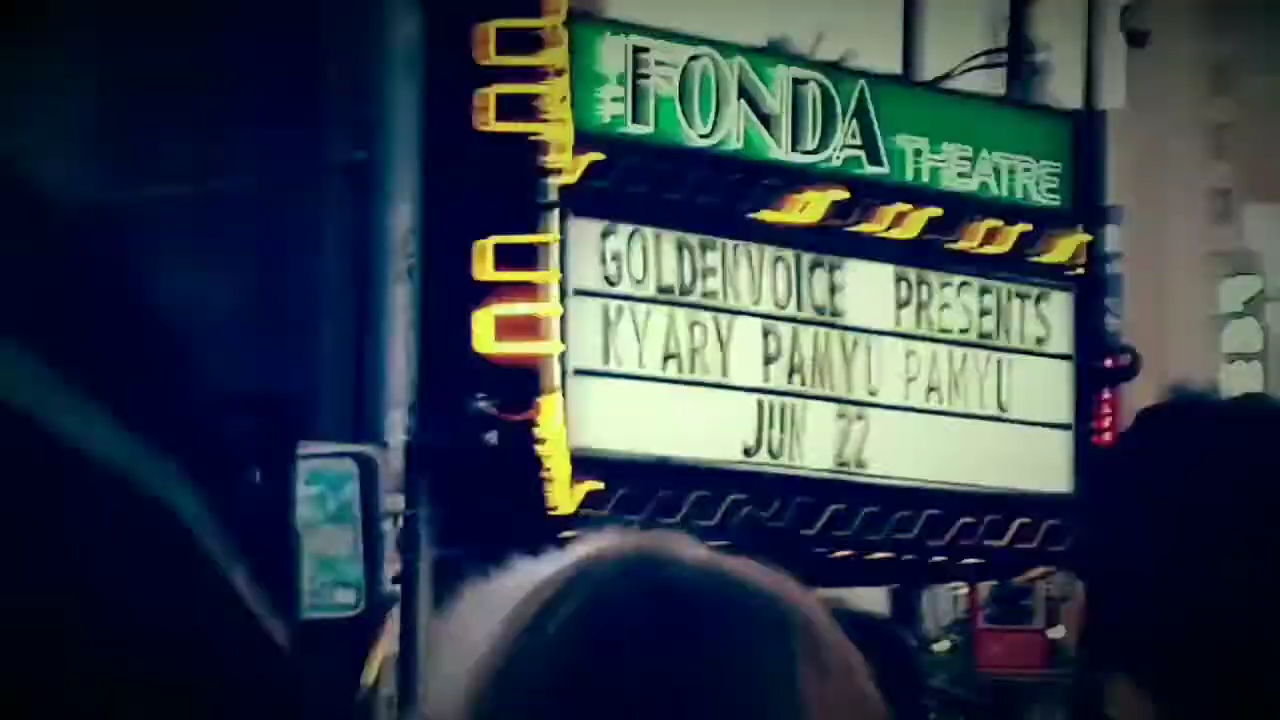 FONDA
THEATRE
GOLDENVOICE PRESENTS
KYARY PAMYU PAMYU
JUN 22